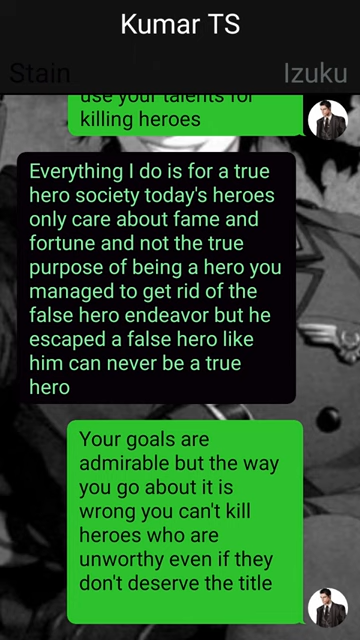 Kumar TS
Stain
Izuku
use your talents for
killing heroes
Everything I do is for a true
hero society today's heroes
only care about fame and
fortune and not the true
purpose of being a hero you
managed to get rid of the
false hero endeavor but he
escaped a false hero like
him can never be a true
hero
Your goals are
admirable but the way
you go about it is
wrong you can't kill
heroes who are
unworthy even if they
don't deserve the title